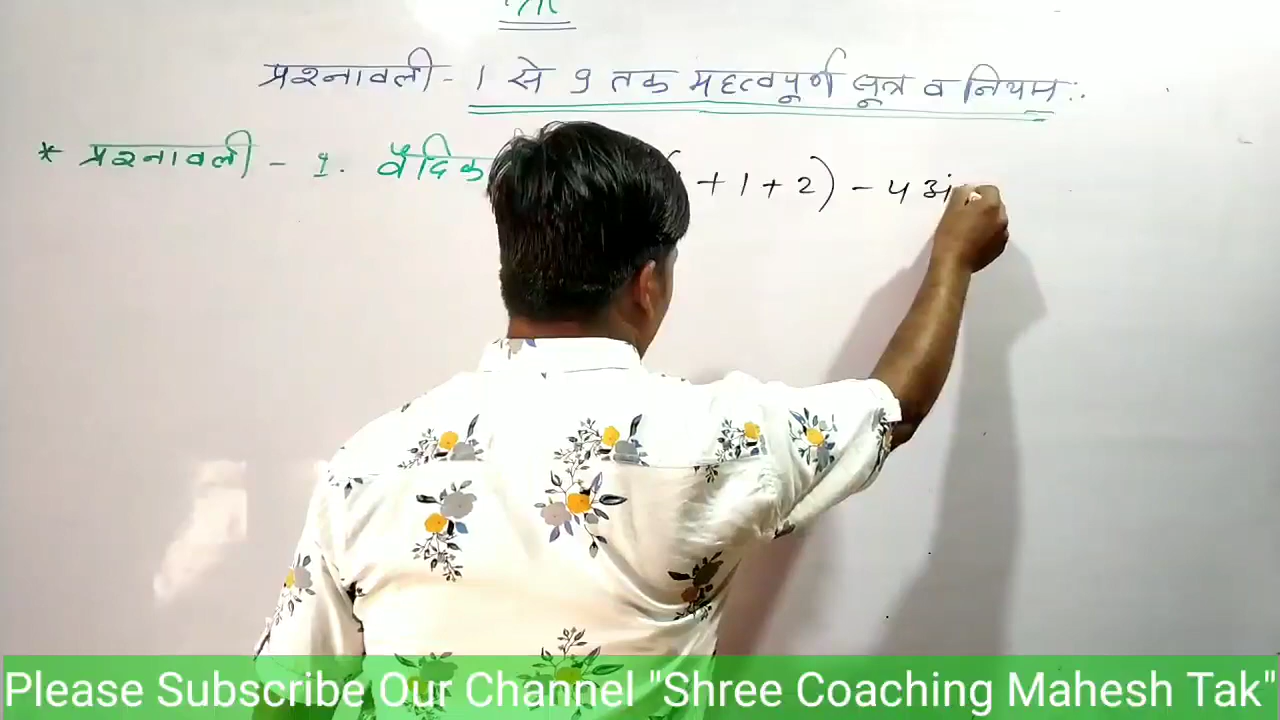 प्रश्नावली - 1 से 9 तक महत्वपूर्ण सूत्र व नियम :
* प्रश्नावली - 1. वैदिक ( + 1 + 2 ) - 4 अं
Please Subscribe Our Channel "Shree Coaching Mahesh Tak"